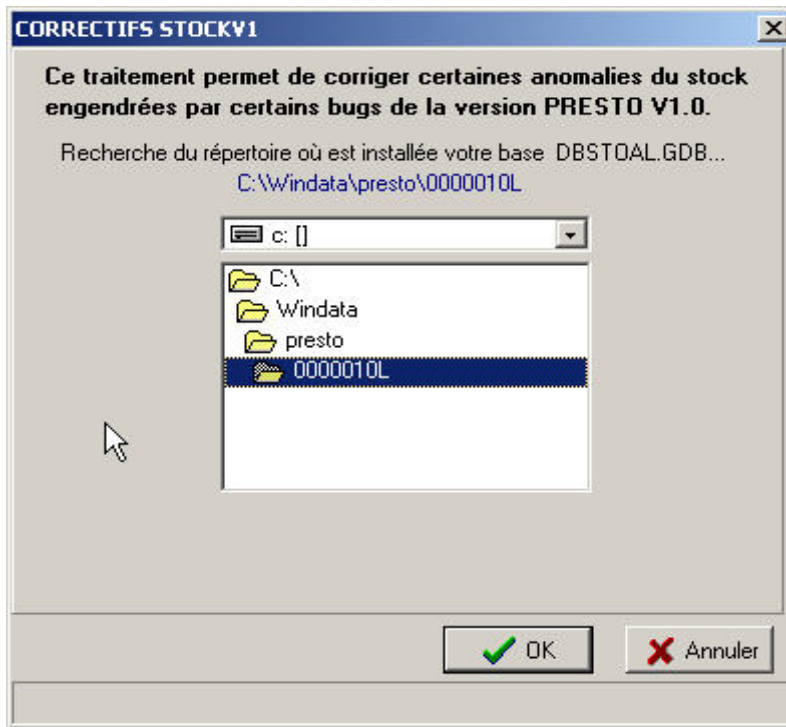 CORRECTIFS STOCKV1
Ce traitement permet de corriger certaines anomalies du stock
engendrées par certains bugs de la version PRESTO V1.0.
Recherche du répertoire où est installée votre base DBSTOAL.GDB...
C:\Windata\presto\0000010L
c: []
C:\
Windata
presto
0000010L
OK
Annuler